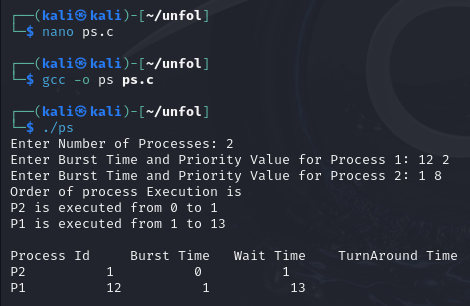 ┌──(kali㉿kali)-[~/unfol]
└─$ nano ps.c
┌──(kali㉿kali)-[~/unfol]
└─$ gcc -o ps ps.c
┌──(kali㉿kali)-[~/unfol]
└─$ ./ps
Enter Number of Processes: 2
Enter Burst Time and Priority Value for Process 1: 12 2
Enter Burst Time and Priority Value for Process 2: 1 8
Order of process Execution is
P2 is executed from 0 to 1
P1 is executed from 1 to 13
Process Id     Burst Time   Wait Time    TurnAround Time
P2          1          0          1
P1          12          1          13